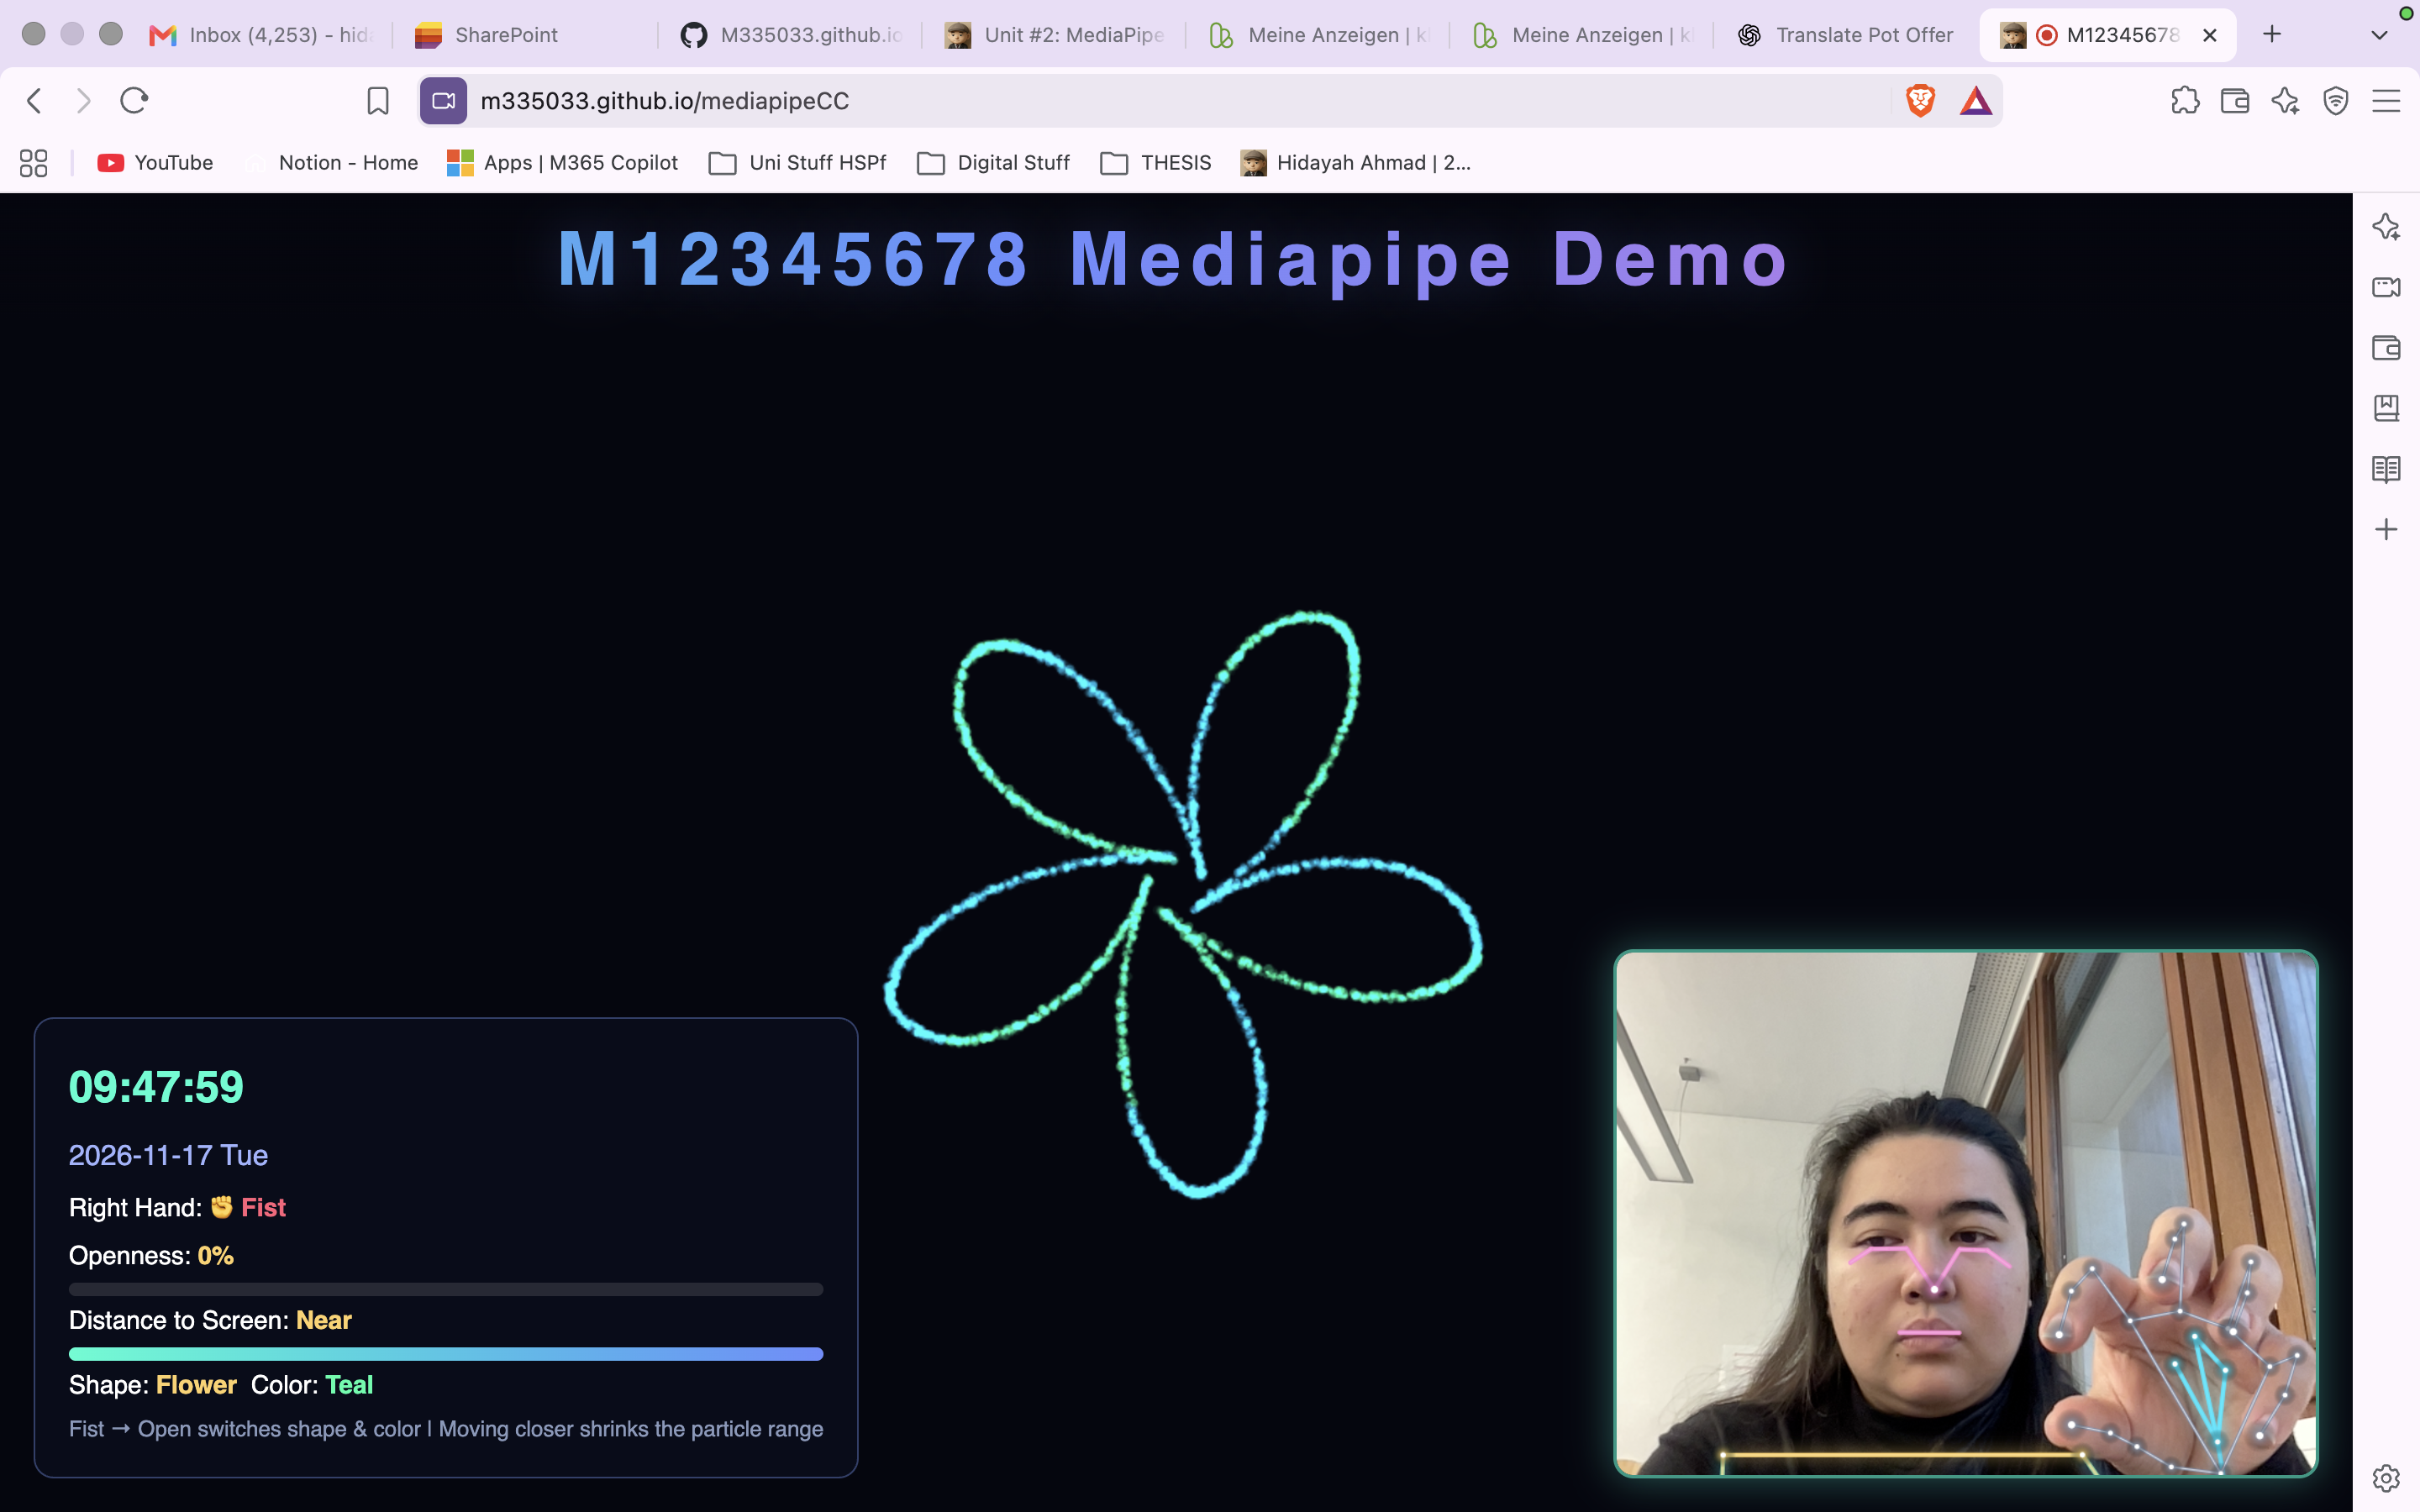 Inbox (4,253) - hida
SharePoint
M335033.github.io
Unit #2: MediaPipe
Meine Anzeigen | kl
Meine Anzeigen | kl
Translate Pot Offer
M12345678
m335033.github.io/mediapipeCC
YouTube
Notion - Home
Apps | M365 Copilot
Uni Stuff HSPf
Digital Stuff
THESIS
Hidayah Ahmad | 2...
M12345678 Mediapipe Demo
09:47:59
2026-11-17 Tue
Right Hand: ✊ Fist
Openness: 0%
Distance to Screen: Near
Shape: Flower Color: Teal
Fist → Open switches shape & color | Moving closer shrinks the particle range